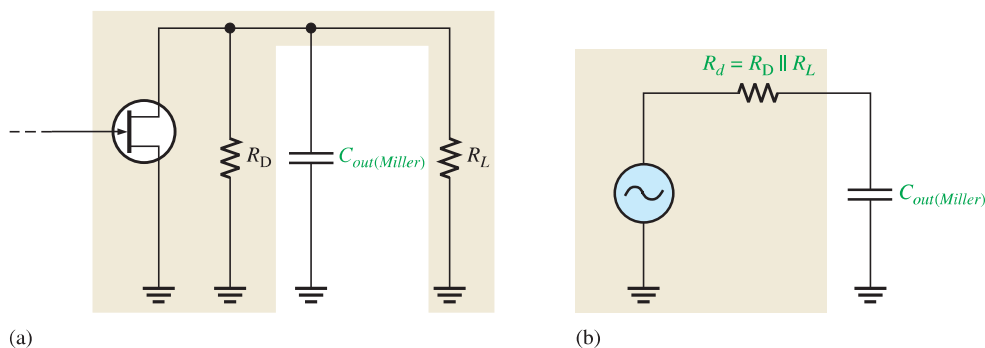 R_D
C_out(Miller)
R_L
(a)
R_d = R_D || R_L
C_out(Miller)
(b)